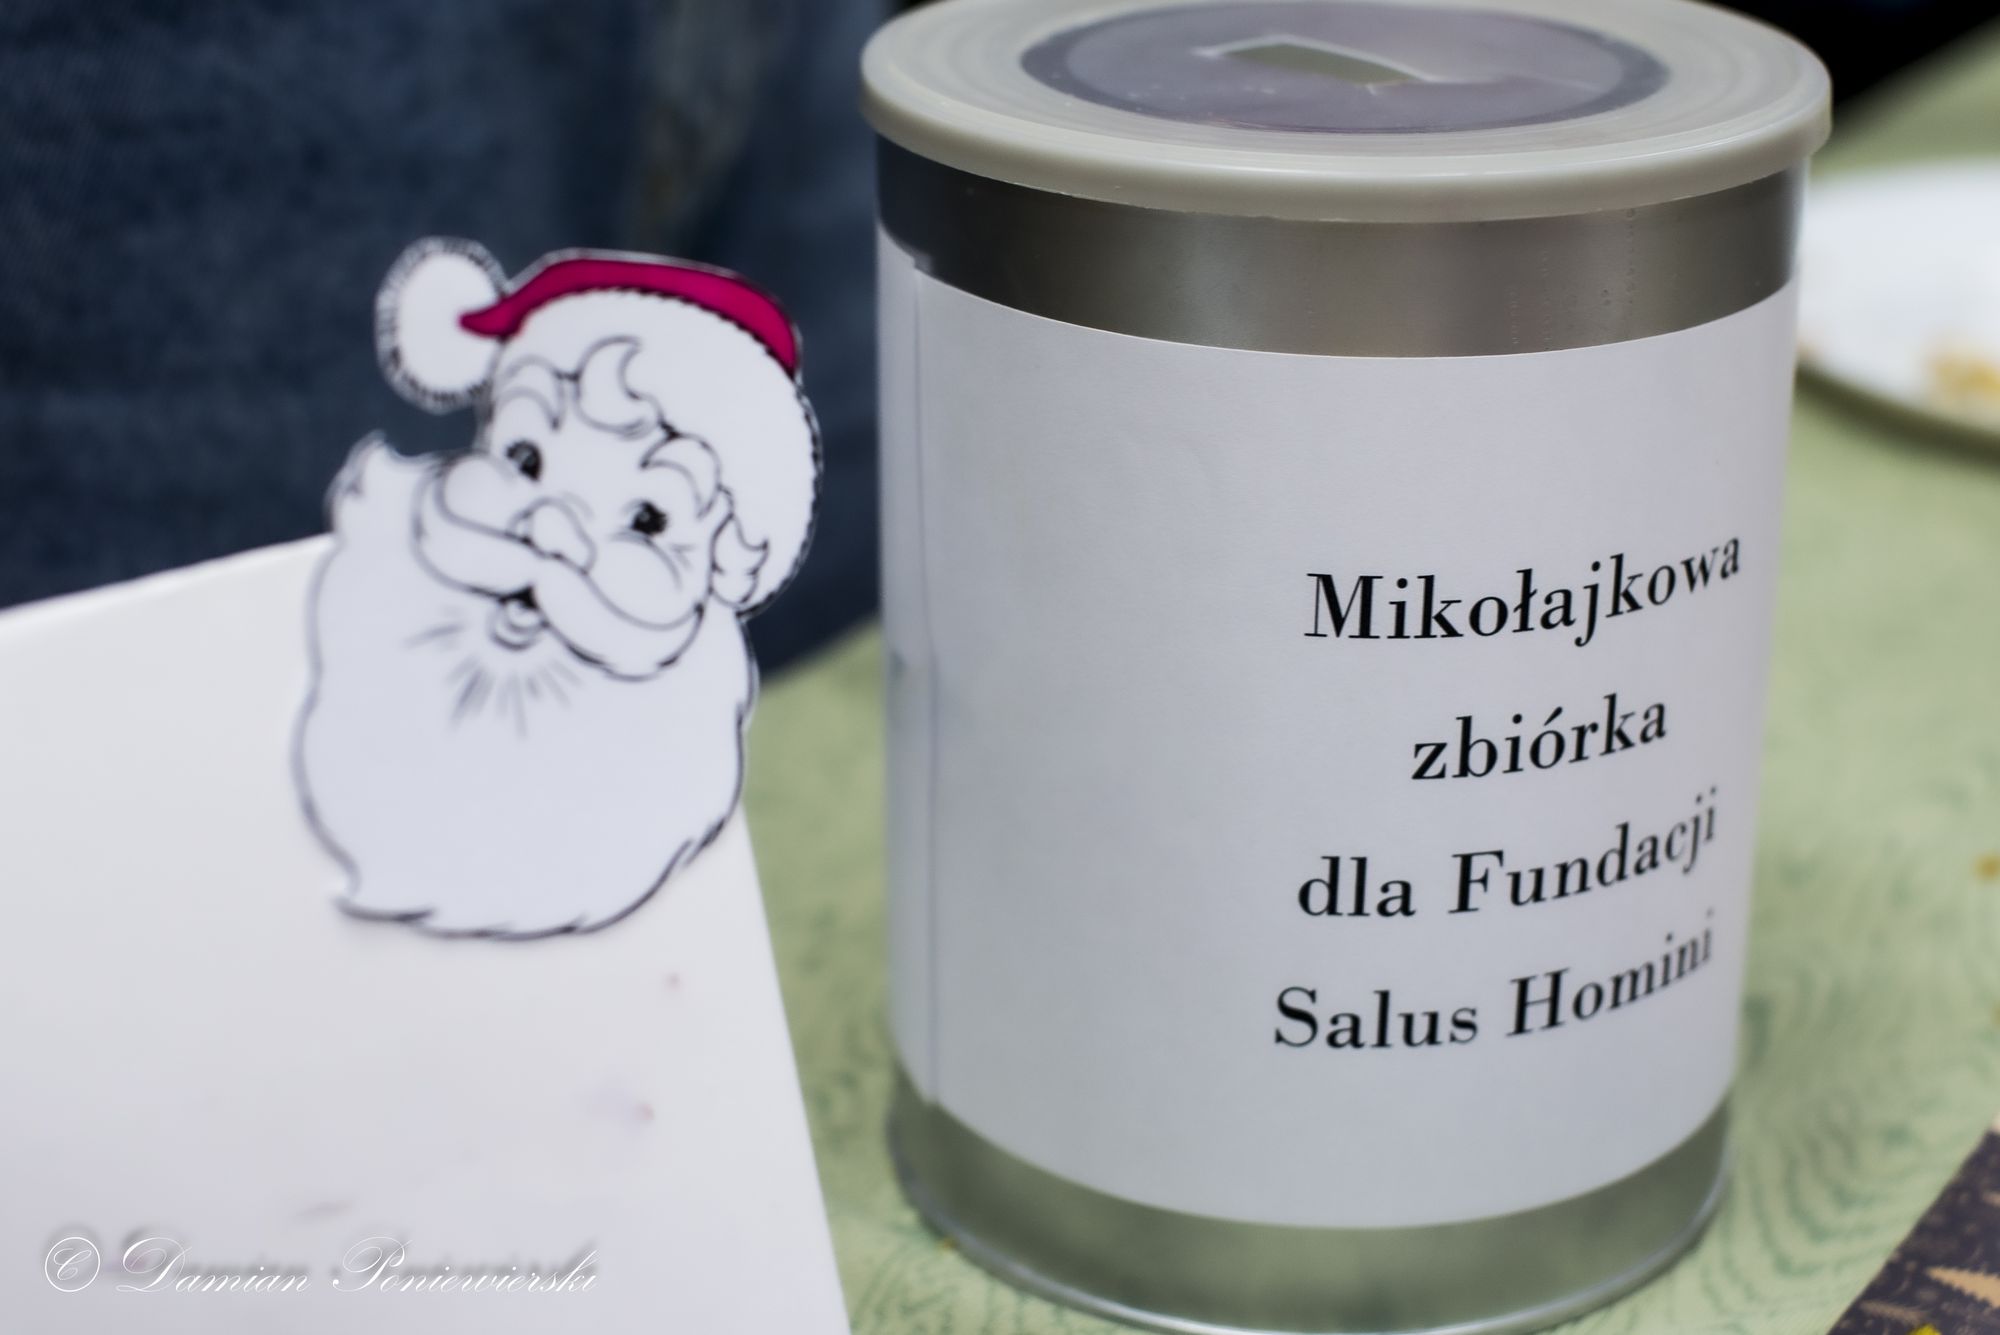 Mikołajkowa
zbiórka
dla Fundacji
Salus Homini
© Damian Poniewierski